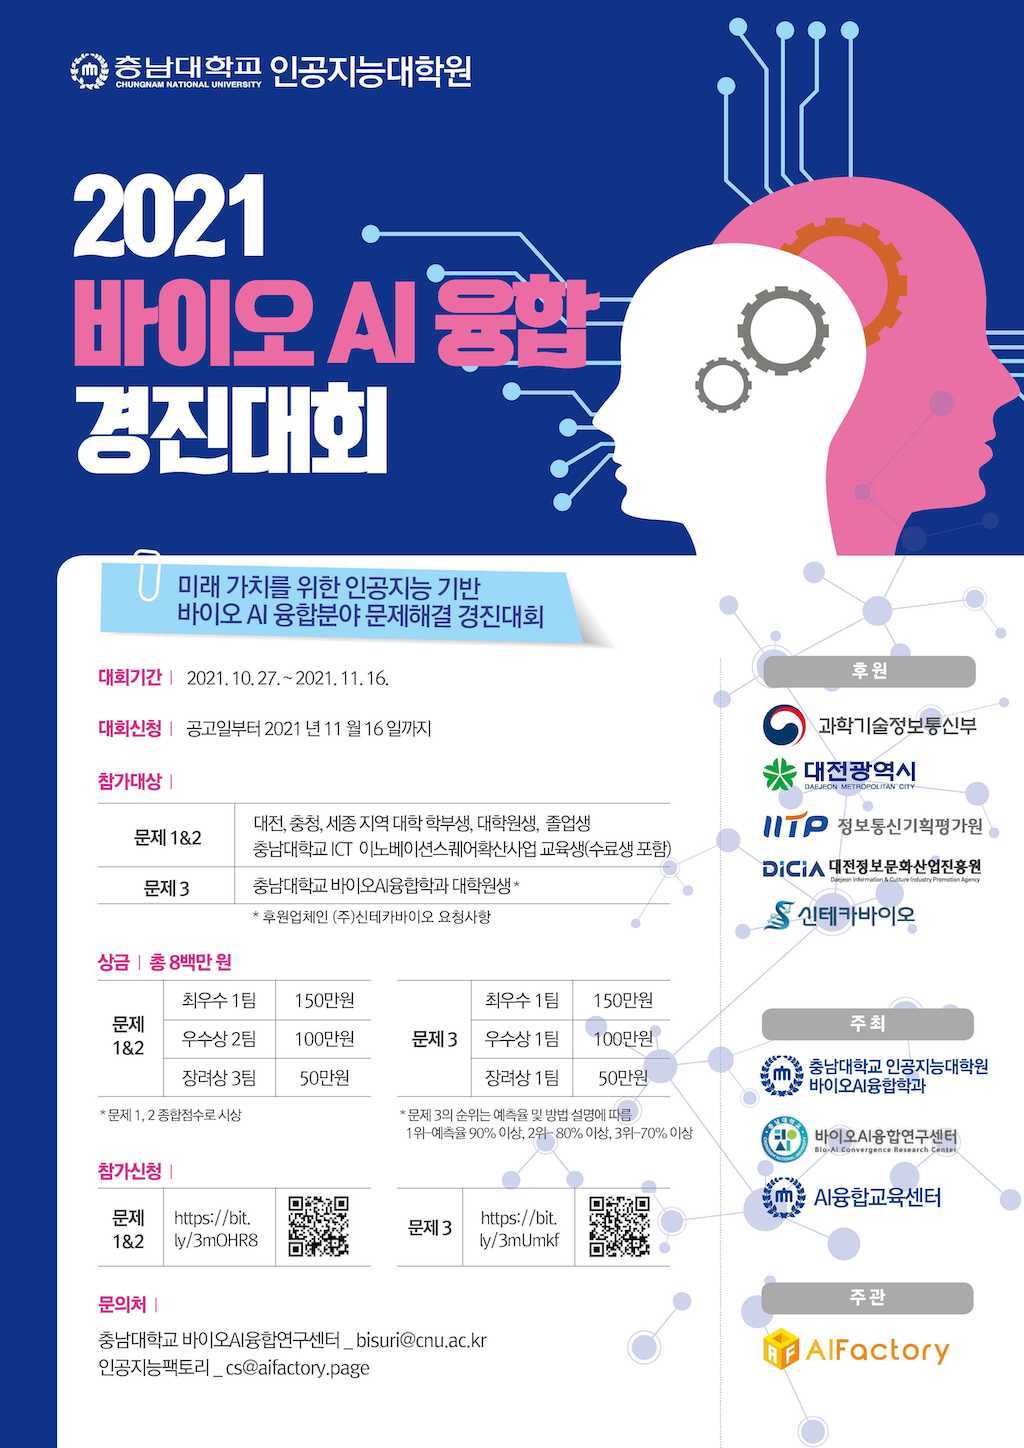 충남대학교 인공지능대학원
CHUNGNAM NATIONAL UNIVERSITY
2021
바이오 AI 융합
경진대회
미래 가치를 위한 인공지능 기반
바이오 AI 융합분야 문제해결 경진대회
대회기간 | 2021. 10. 27. ~ 2021. 11. 16.
대회신청 | 공고일부터 2021 년 11 월 16 일까지
참가대상 |
문제 1&2
대전, 충청, 세종 지역 대학 학부생, 대학원생, 졸업생
충남대학교 ICT 이노베이션스퀘어확산사업 교육생(수료생 포함)
문제 3
충남대학교 바이오AI융합학과 대학원생*
* 후원업체인 (주)신테카바이오 요청사항
상금 | 총 8백만 원
문제
1&2
최우수 1팀 150만원
우수상 2팀 100만원
장려상 3팀 50만원
* 문제 1, 2 종합점수로 시상
문제 3
최우수 1팀 150만원
우수상 1팀 100만원
장려상 1팀 50만원
* 문제 3의 순위는 예측율 및 방법 설명에 따름
1위-예측율 90% 이상, 2위- 80% 이상, 3위-70% 이상
참가신청 |
문제
1&2
https://bit.
ly/3mOHR8
문제 3
https://bit.
ly/3mUmkf
문의처 |
충남대학교 바이오AI융합연구센터 _ bisuri@cnu.ac.kr
인공지능팩토리 _ cs@aifactory.page
후원
과학기술정보통신부
대전광역시
DAEJEON METROPOLITAN CITY
IITP 정보통신기획평가원
DiCiA 대전정보문화산업진흥원
Daejeon Information & Culture Industry Promotion Agency
신테카바이오
주최
충남대학교 인공지능대학원
바이오AI융합학과
바이오AI융합연구센터
Bio-AI Convergence Research Center
AI융합교육센터
주관
AIFactory